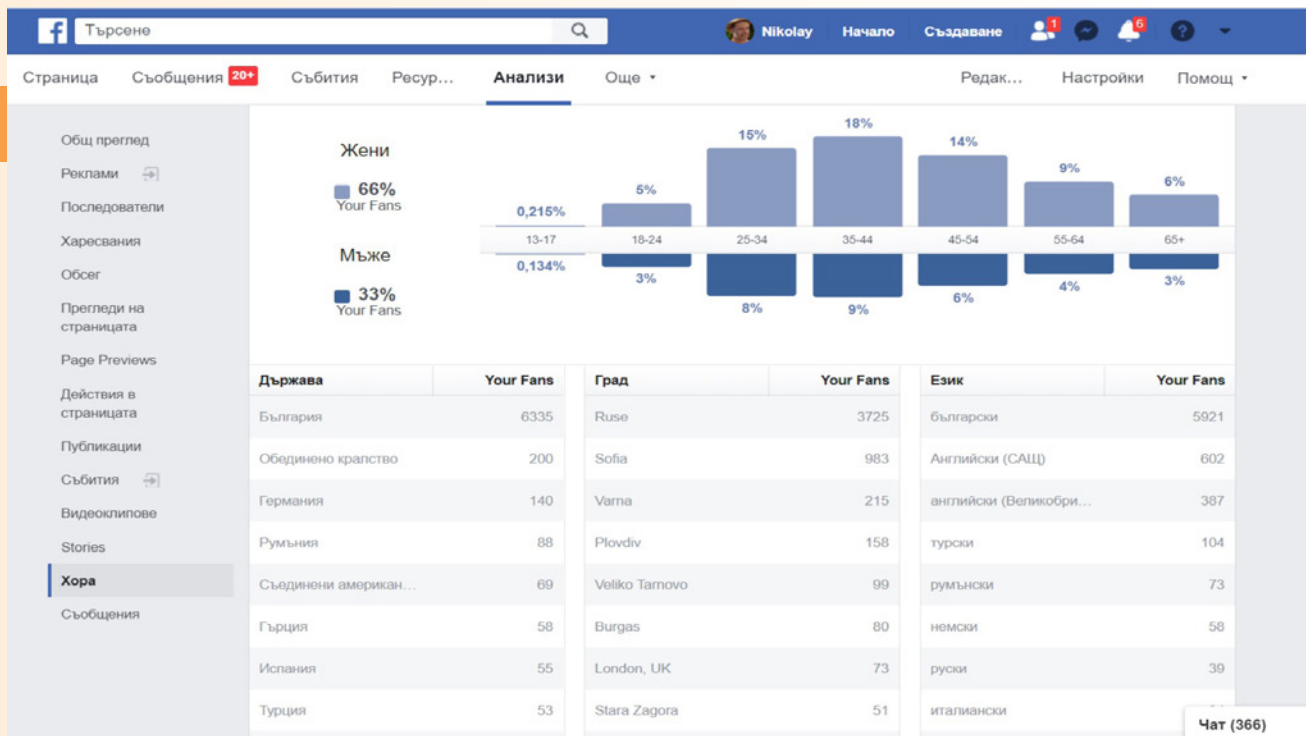 f Търсене
Nikolay Начало Създаване 1 6 ?
Страница Съобщения 20+ Събития Ресур... Анализи Още Редак... Настройки Помощ
Общ преглед
Реклами
Последователи
Харесвания
Обсег
Прегледи на
страницата
Page Previews
Действия в
страницата
Публикации
Събития
Видеоклипове
Stories
Хора
Съобщения
Жени
66%
Your Fans
Мъже
33%
Your Fans
0,215% 5% 15% 18% 14% 9% 6%
13-17 18-24 25-34 35-44 45-54 55-64 65+
0,134% 3% 8% 9% 6% 4% 3%
Държава Your Fans Град Your Fans Език Your Fans
България 6335 Ruse 3725 български 5921
Обединено кралство 200 Sofia 983 Английски (САЩ) 602
Германия 140 Varna 215 английски (Великобри... 387
Румъния 88 Plovdiv 158 турски 104
Съединени американ... 69 Veliko Tarnovo 99 румънски 73
Гърция 58 Burgas 80 немски 58
Испания 55 London, UK 73 руски 39
Турция 53 Stara Zagora 51 италиански
Чат (366)